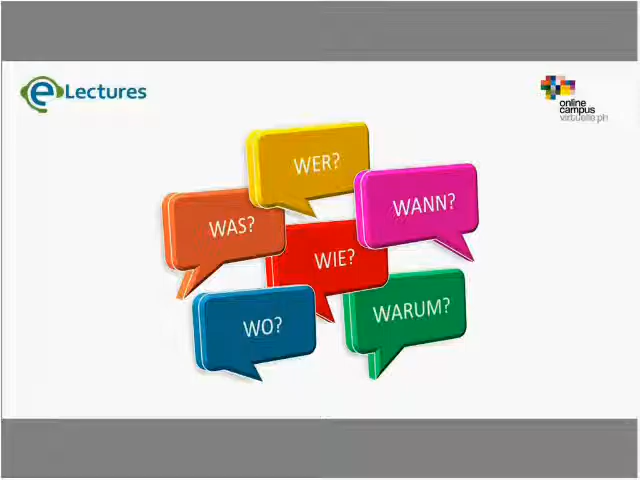 eLectures
online
campus
virtuelle.ph
WER?
WANN?
WAS?
WIE?
WARUM?
WO?